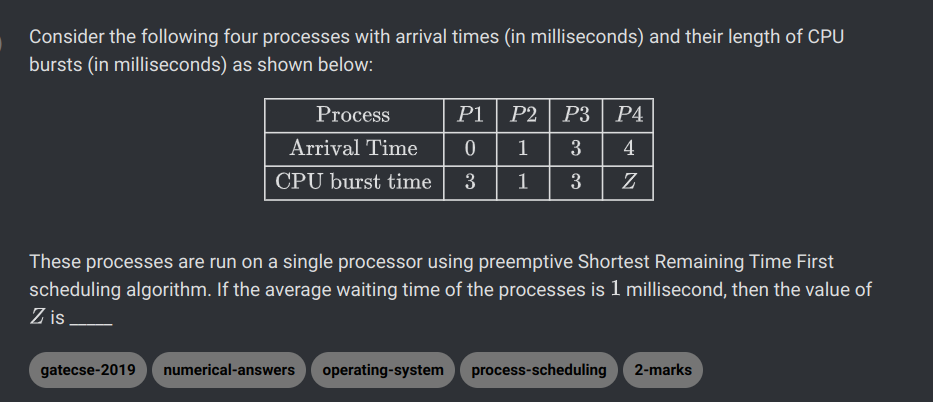 Consider the following four processes with arrival times (in milliseconds) and their length of CPU
bursts (in milliseconds) as shown below:
Process P1 P2 P3 P4
Arrival Time 0 1 3 4
CPU burst time 3 1 3 Z
These processes are run on a single processor using preemptive Shortest Remaining Time First
scheduling algorithm. If the average waiting time of the processes is 1 millisecond, then the value of
Z is _____
gatecse-2019 numerical-answers operating-system process-scheduling 2-marks